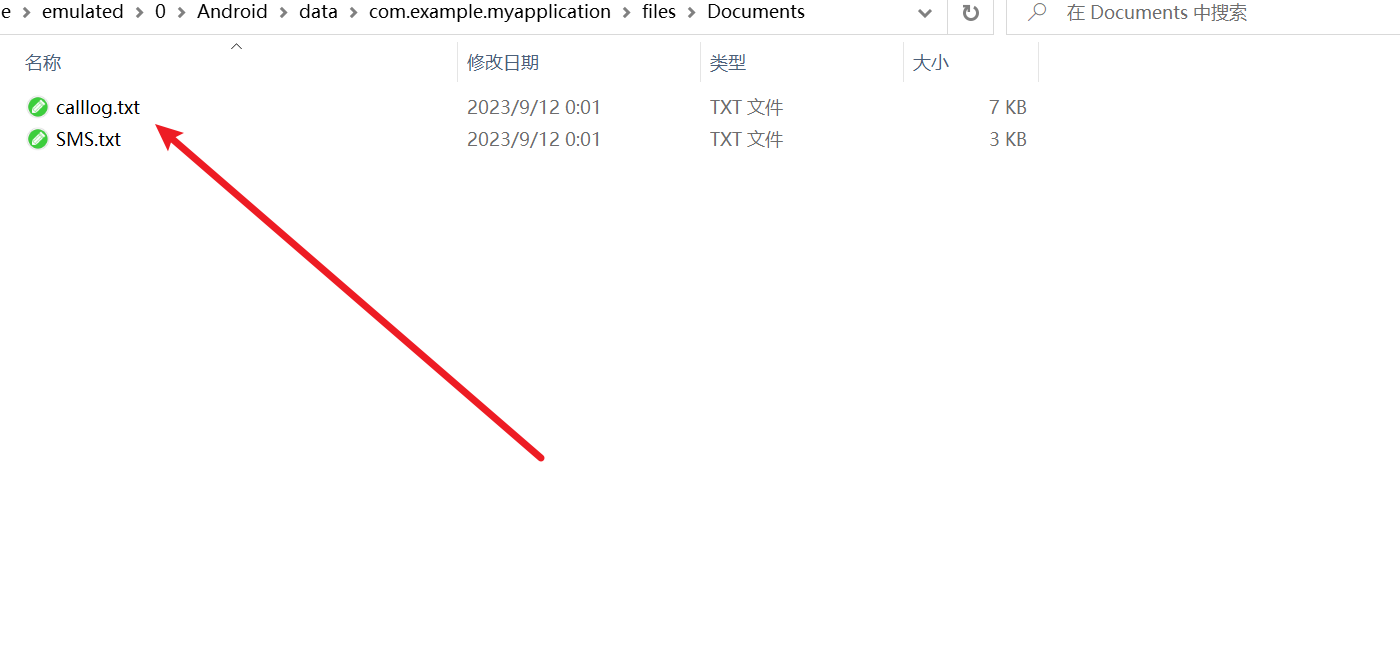 e > emulated > 0 > Android > data > com.example.myapplication > files > Documents 在 Documents 中搜索
名称 修改日期 类型 大小
calllog.txt 2023/9/12 0:01 TXT 文件 7 KB
SMS.txt 2023/9/12 0:01 TXT 文件 3 KB